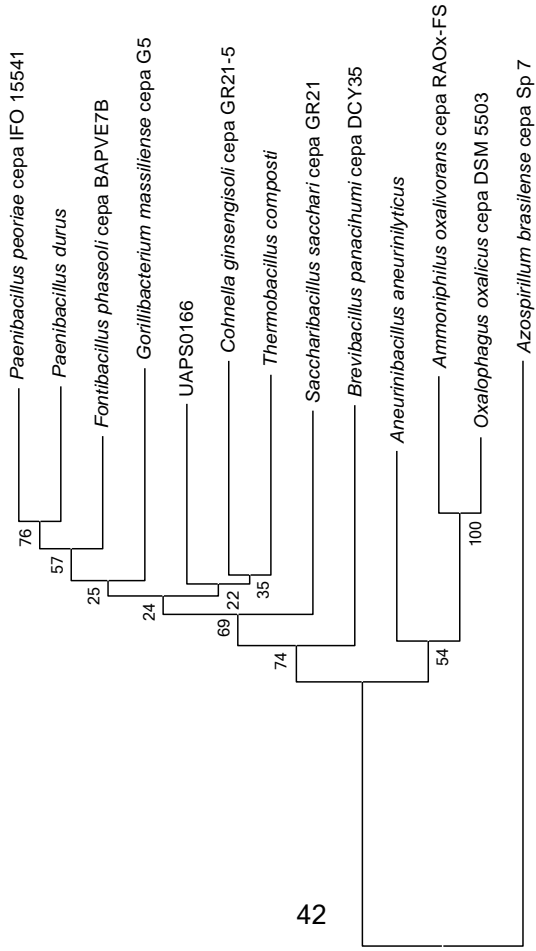 Paenibacillus peoriae cepa IFO 15541
Paenibacillus durus
Fontibacillus phaseoli cepa BAPVE7B
Gorillibacterium massiliense cepa G5
UAPS0166
Cohnella ginsengisoli cepa GR21-5
Thermobacillus composti
Saccharibacillus sacchari cepa GR21
Brevibacillus panacihumi cepa DCY35
Aneurinibacillus aneurinilyticus
Ammoniphilus oxalivorans cepa RAOx-FS
Oxalophagus oxalicus cepa DSM 5503
Azospirillum brasilense cepa Sp 7
76
57
25
24
22
35
69
74
54
100
42